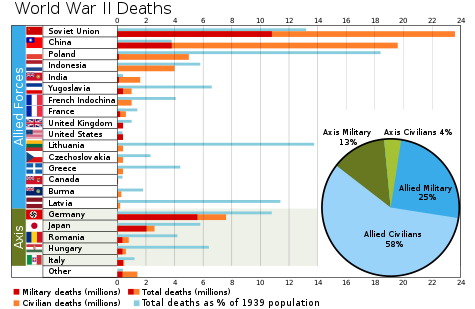 World War II Deaths
0 2 4 6 8 10 12 14 16 18 20 22 24
Allied Forces
Soviet Union
China
Poland
Indonesia
India
Yugoslavia
French Indochina
France
United Kingdom
United States
Lithuania
Czechoslovakia
Greece
Canada
Burma
Latvia
Axis
Germany
Japan
Romania
Hungary
Italy
Other
Axis Military
13%
Axis Civilians 4%
Allied Military
25%
Allied Civilians
58%
0 2 4 6 8 10 12 14 16 18 20 22 24
Military deaths (millions)
Total deaths (millions)
Civilian deaths (millions)
Total deaths as % of 1939 population